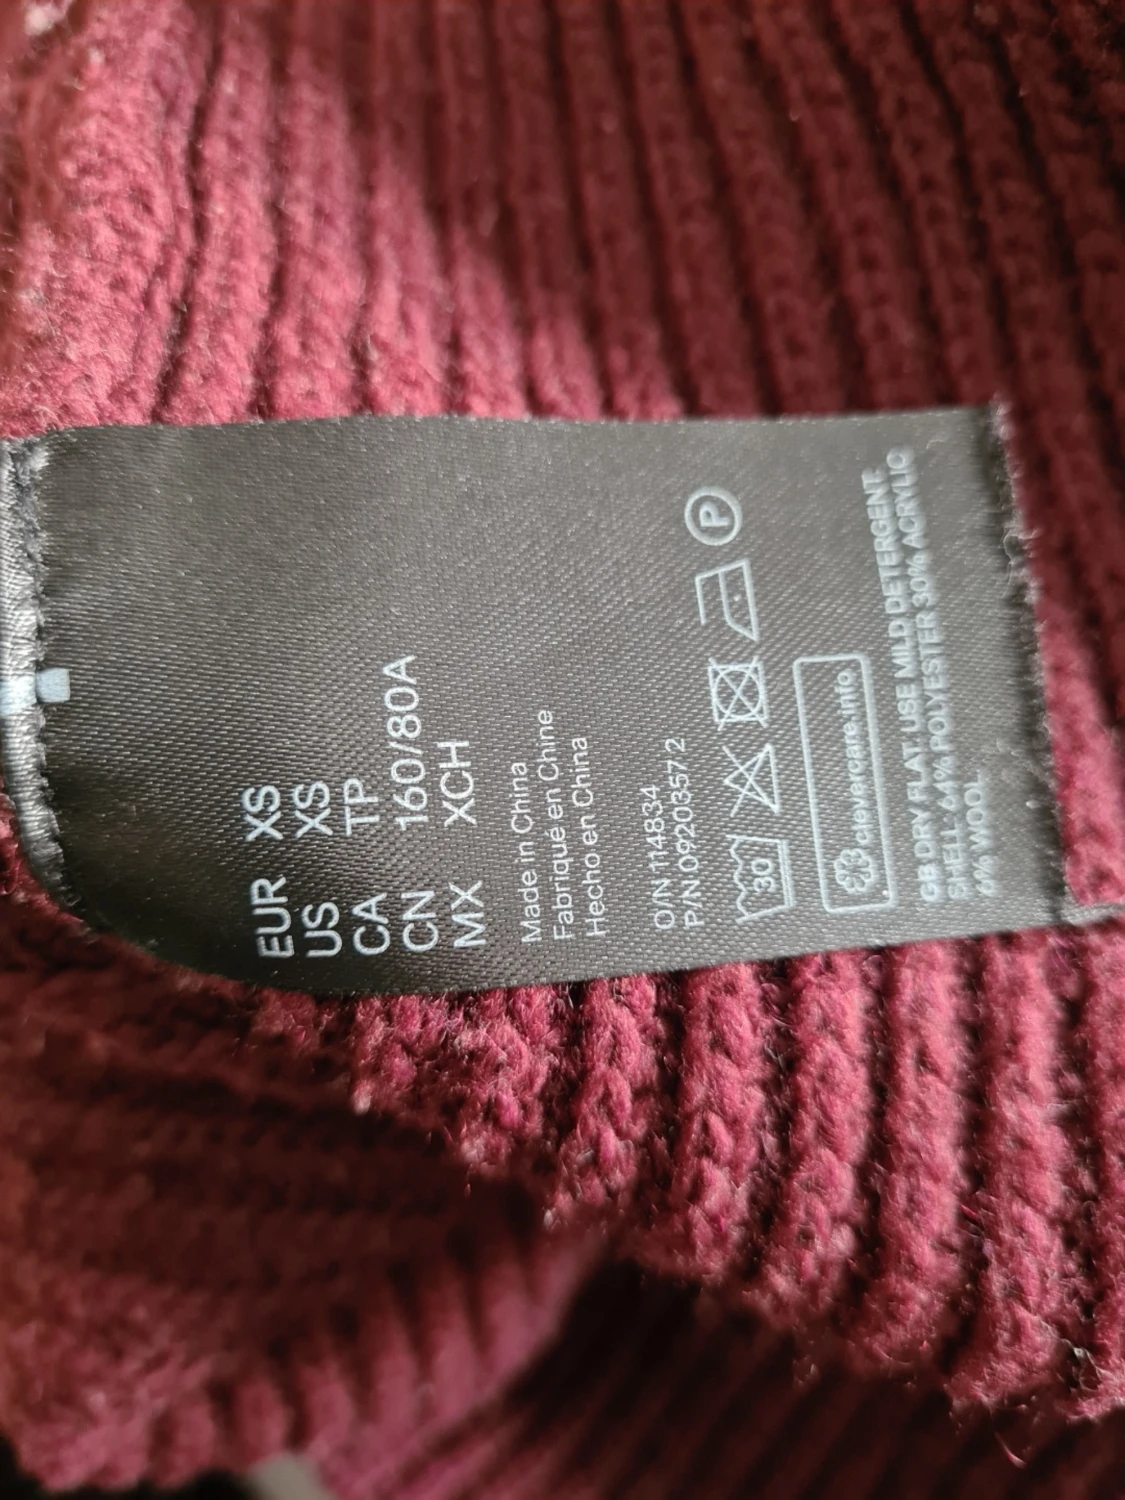 EUR XS
US XS
CA TP
CN 160/80A
MX XCH
Made in China
Fabriqué en Chine
Hecho en China
O/N 114834
P/N 09203572
30 P
clevercare.info
GB DRY FLAT. USE MILD DETERGENT.
SHELL: 64% POLYESTER 30% ACRYLIC
6% WOOL